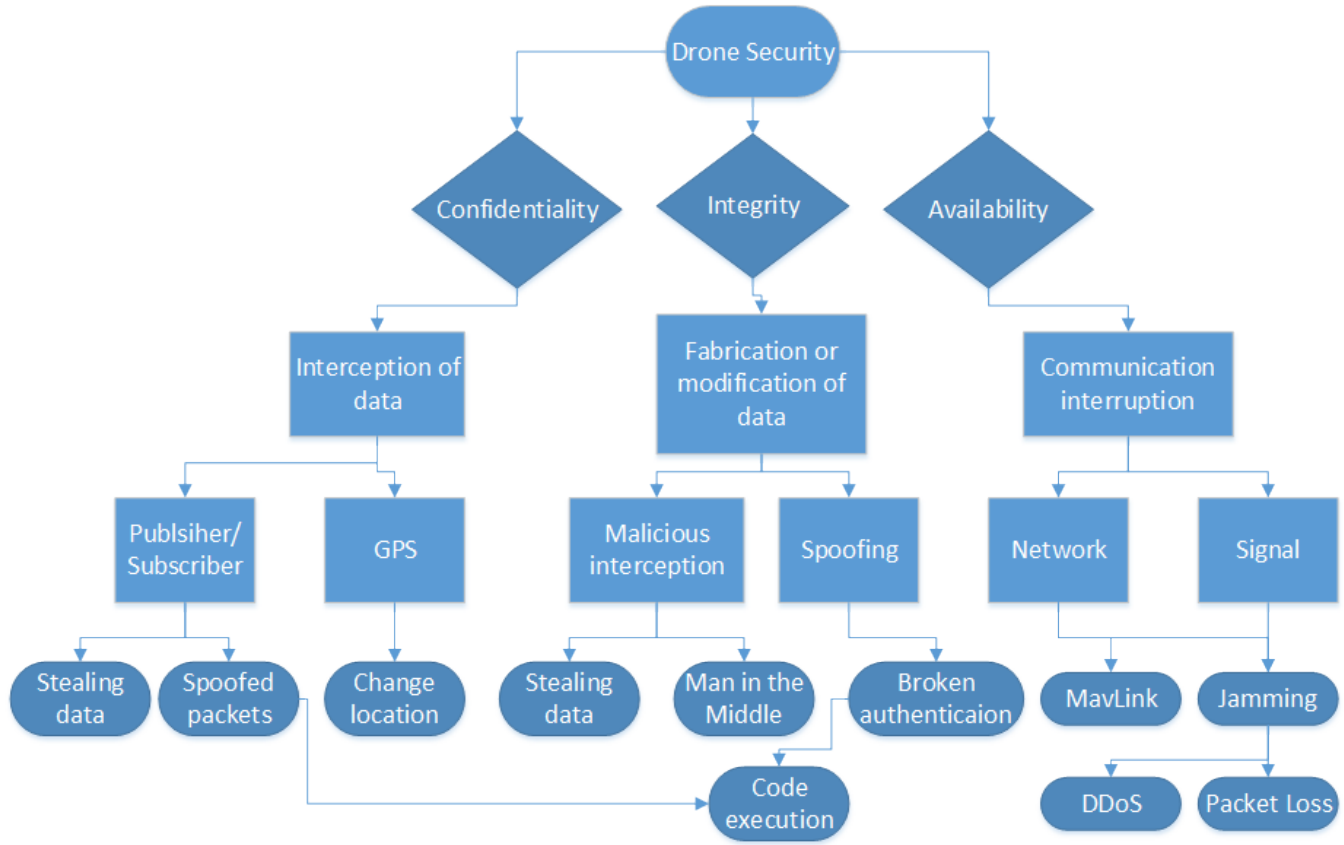 Drone Security
Confidentiality
Integrity
Availability
Interception of
data
Fabrication or
modification of
data
Communication
interruption
Publsiher/
Subscriber
GPS
Malicious
interception
Spoofing
Network
Signal
Stealing
data
Spoofed
packets
Change
location
Stealing
data
Man in the
Middle
Broken
authenticaion
MavLink
Jamming
Code
execution
DDoS
Packet Loss